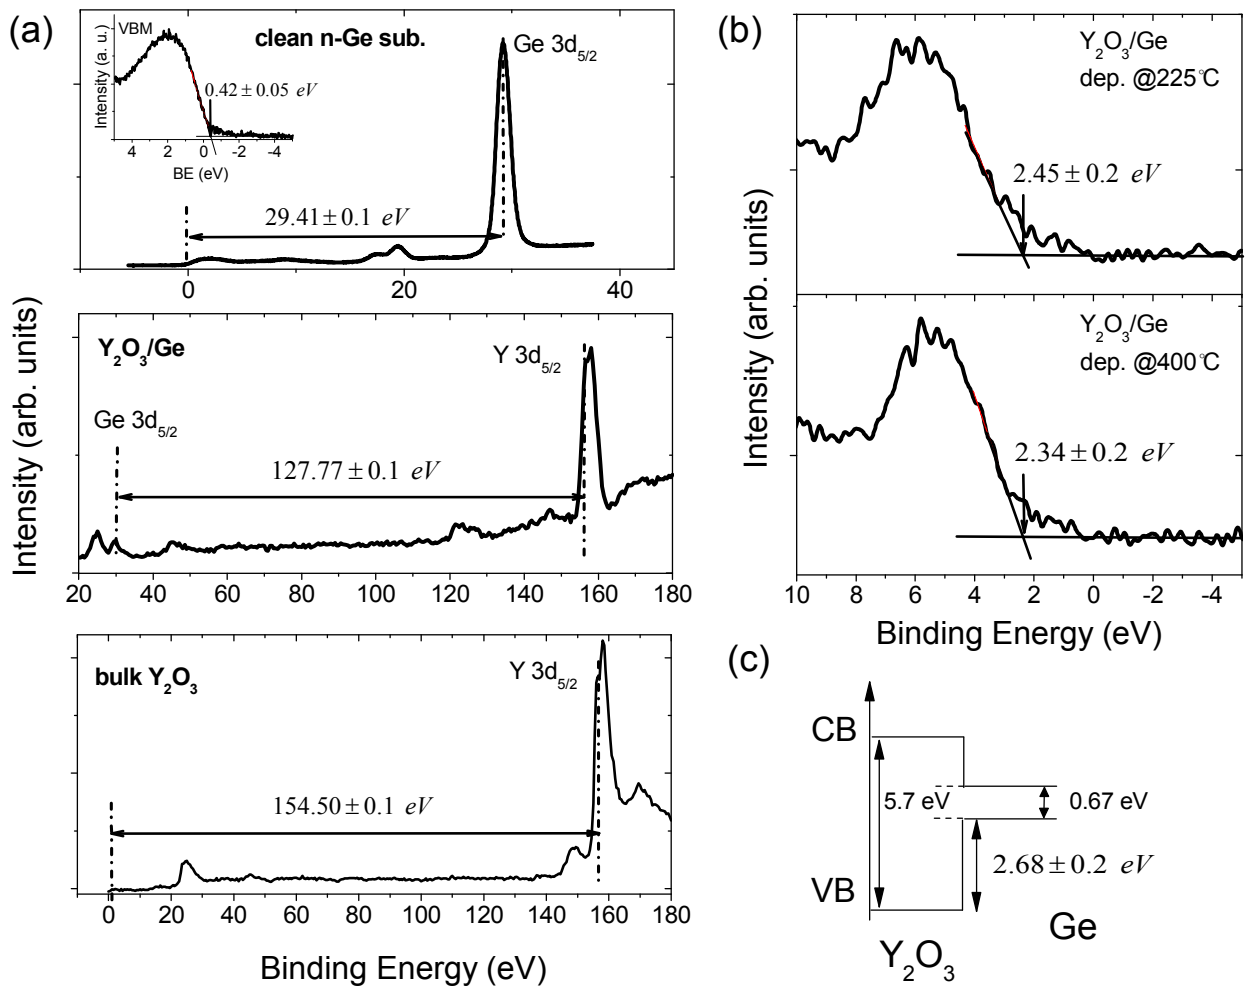 (a)
VBM
Intensity (a. u.)
0.42 ± 0.05 eV
4 2 0 -2 -4
BE (eV)
clean n-Ge sub.
Ge 3d5/2
29.41 ± 0.1 eV
0 20 40
Intensity (arb. units)
Y2O3/Ge
Y 3d5/2
Ge 3d5/2
127.77 ± 0.1 eV
20 40 60 80 100 120 140 160 180
bulk Y2O3
Y 3d5/2
154.50 ± 0.1 eV
0 20 40 60 80 100 120 140 160 180
Binding Energy (eV)
(b)
Y2O3/Ge
dep. @225°C
2.45 ± 0.2 eV
Intensity (arb. units)
Y2O3/Ge
dep. @400°C
2.34 ± 0.2 eV
10 8 6 4 2 0 -2 -4
Binding Energy (eV)
(c)
CB
5.7 eV
0.67 eV
2.68 ± 0.2 eV
VB
Ge
Y2O3